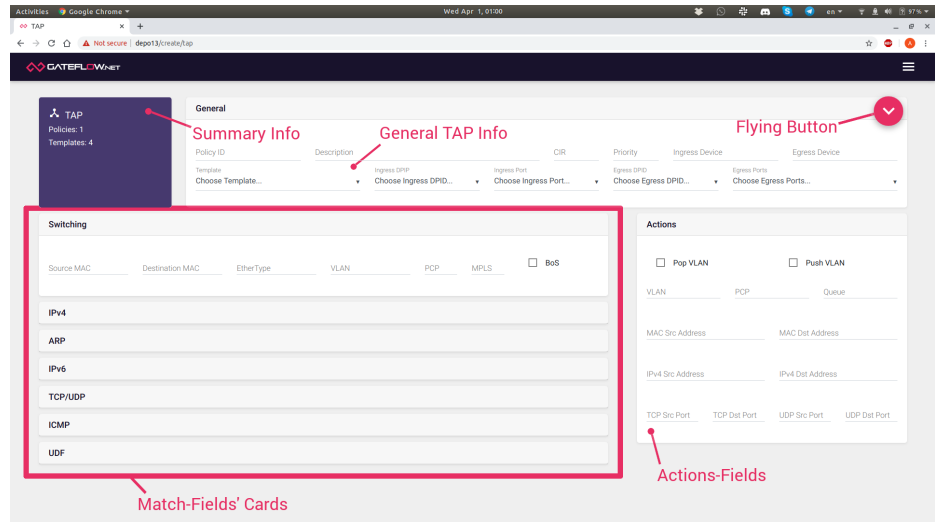 Activities Google Chrome ▾ Wed Apr 1, 01:00 en ▾ 97% ▾
TAP × +
Not secure depo13/create/tap
GATEFLOW.NET
TAP
Policies: 1
Templates: 4
Summary Info
General
General TAP Info
Flying Button
Policy ID Description CIR Priority Ingress Device Egress Device
Template Ingress DPIP Ingress Port Egress DPID Egress Ports
Choose Template... Choose Ingress DPID... Choose Ingress Port... Choose Egress DPID... Choose Egress Ports...
Switching
Source MAC Destination MAC EtherType VLAN PCP MPLS BoS
IPv4
ARP
IPv6
TCP/UDP
ICMP
UDF
Match-Fields' Cards
Actions
Pop VLAN Push VLAN
VLAN PCP Queue
MAC Src Address MAC Dst Address
IPv4 Src Address IPv4 Dst Address
TCP Src Port TCP Dst Port UDP Src Port UDP Dst Port
Actions-Fields